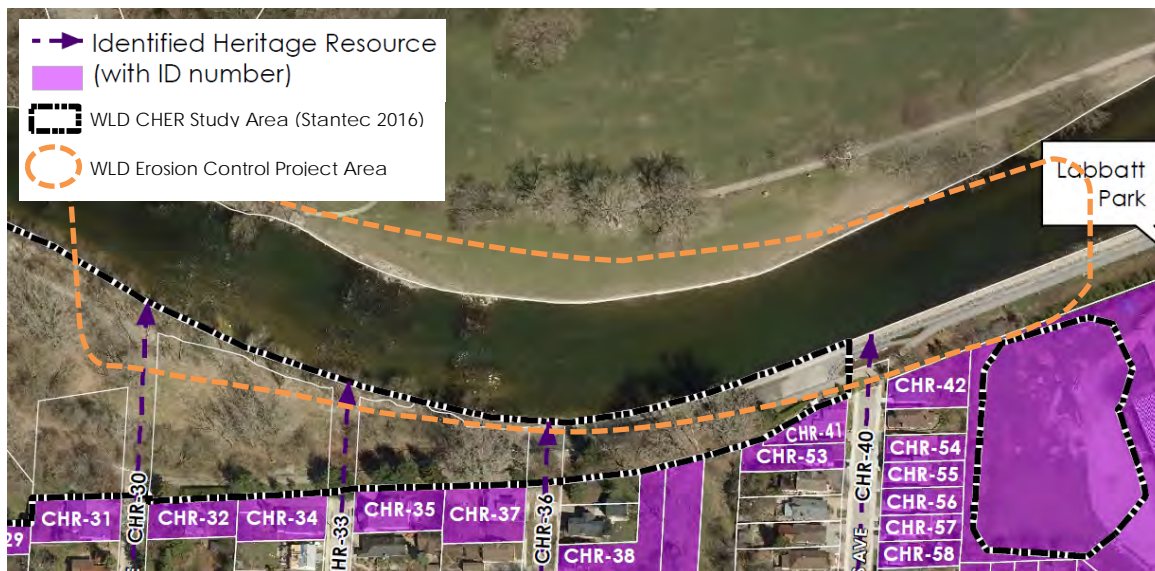 Identified Heritage Resource
(with ID number)
WLD CHER Study Area (Stantec 2016)
WLD Erosion Control Project Area
Labbatt
Park
CHR-42
CHR-41
CHR-53
CHR-40
CHR-54
CHR-55
CHR-56
CHR-57
CHR-58
AVE
CHR-30
CHR-31
CHR-32
CHR-34
HR-33
CHR-35
CHR-37
CHR-36
CHR-38
29